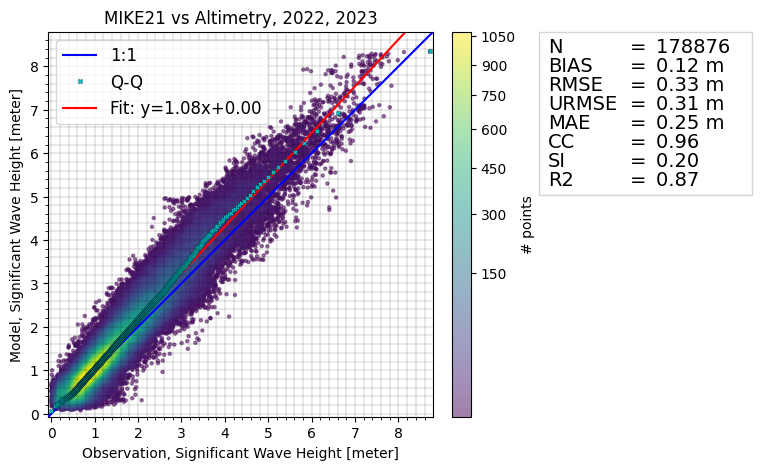 MIKE21 vs Altimetry, 2022, 2023
1:1
Q-Q
Fit: y=1.08x+0.00
Model, Significant Wave Height [meter]
8
7
6
5
4
3
2
1
0
0 1 2 3 4 5 6 7 8
Observation, Significant Wave Height [meter]
1050
900
750
600
450
300
150
# points
N = 178876
BIAS = 0.12 m
RMSE = 0.33 m
URMSE = 0.31 m
MAE = 0.25 m
CC = 0.96
SI = 0.20
R2 = 0.87